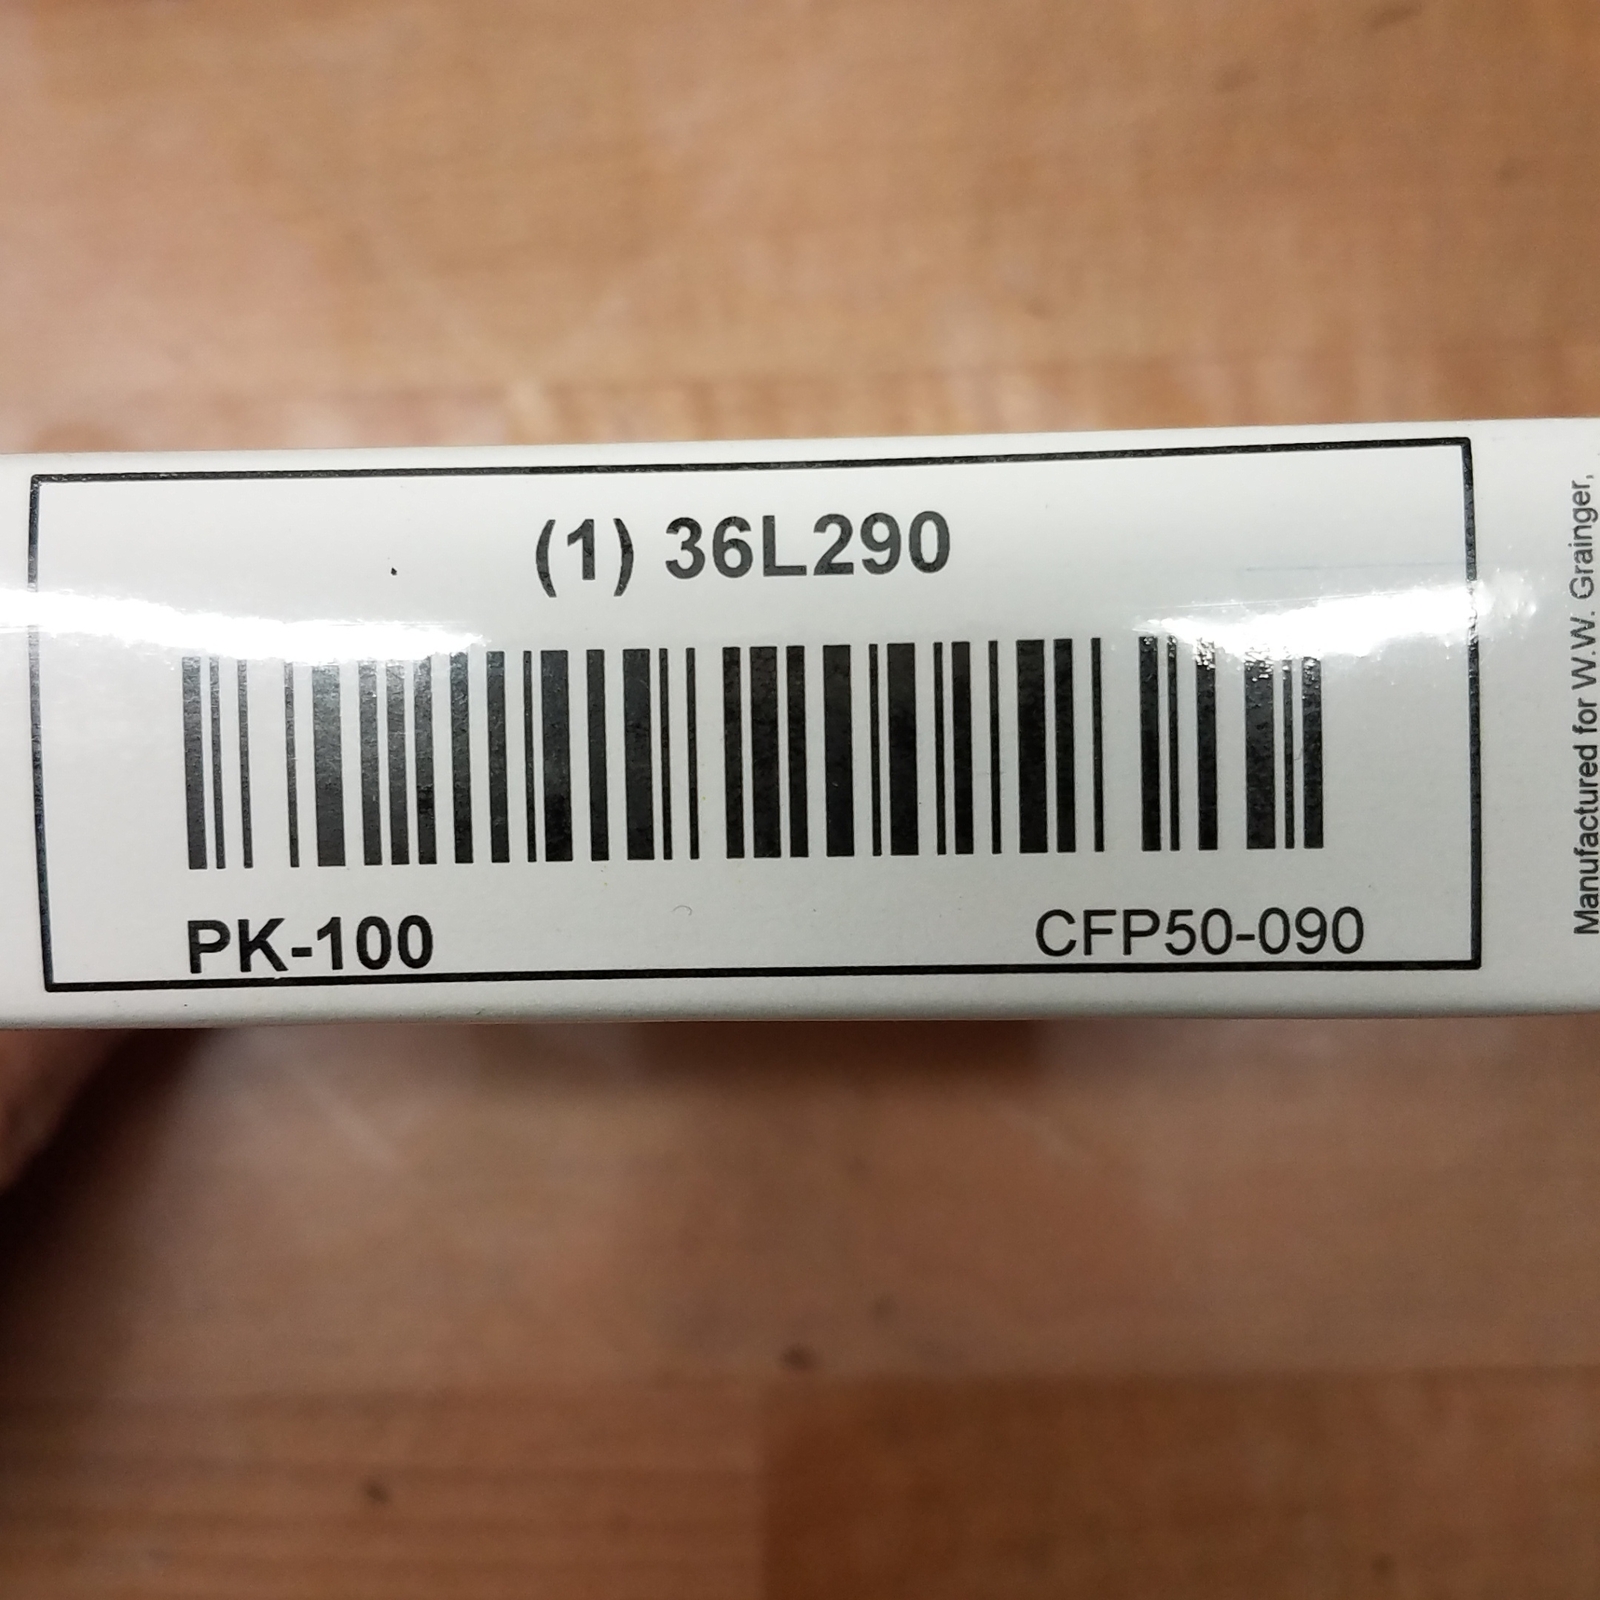 (1) 36L290
PK-100
CFP50-090
Manufactured for W.W. Grainger,